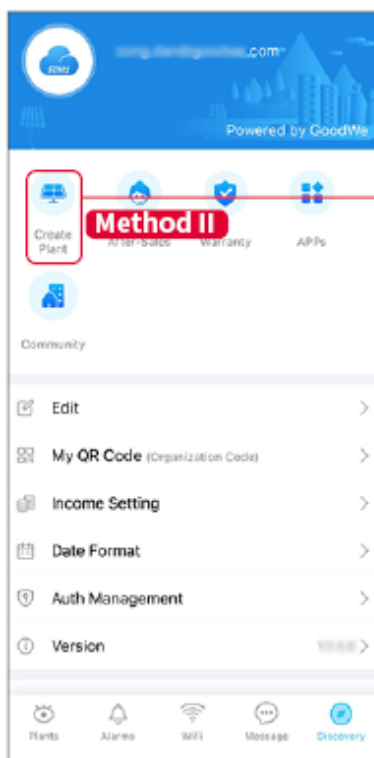 SEMS
.com
Powered by GoodWe
Create
Plant
Method II
After-Sales
Warranty
APPs
Community
Edit
My QR Code (Organization Code)
Income Setting
Date Format
Auth Management
Version
Plants
Alarms
WiFi
Message
Discovery